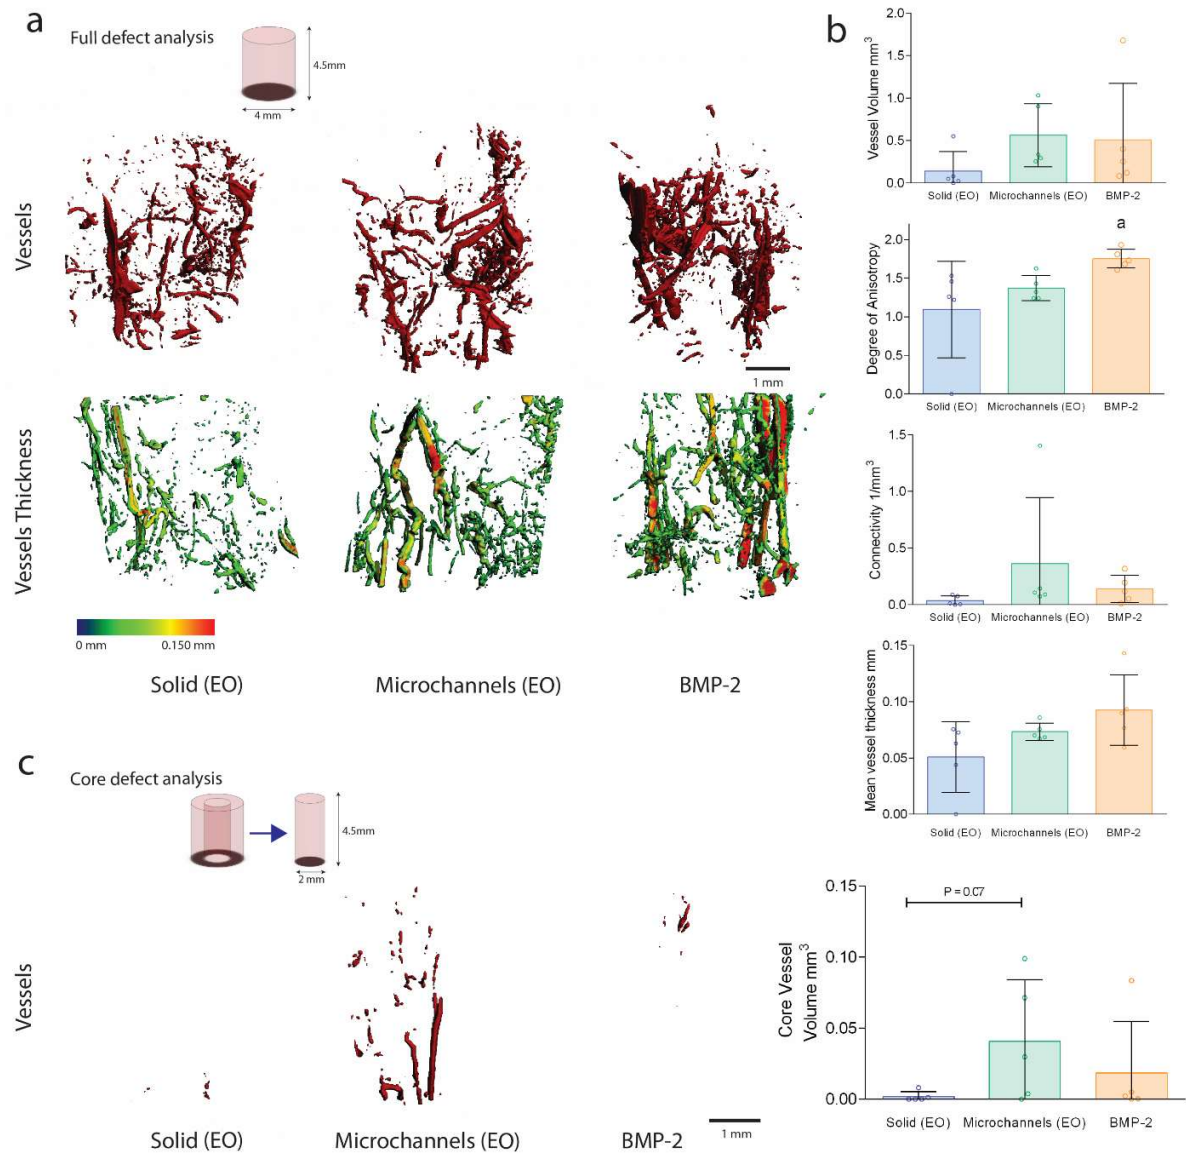 a
Full defect analysis
4.5mm
4 mm
Vessels
1 mm
Vessels Thickness
0 mm
0.150 mm
Solid (EO)
Microchannels (EO)
BMP-2
b
Vessel Volume mm³
2.0
1.5
1.0
0.5
0.0
Solid (EO)
Microchannels (EO)
BMP-2
a
Degree of Anisotropy
2.0
1.5
1.0
0.5
0.0
Solid (EO)
Microchannels (EO)
BMP-2
Connectivity 1/mm³
1.5
1.0
0.5
0.0
Solid (EO)
Microchannels (EO)
BMP-2
Mean vessel thickness mm
0.15
0.10
0.05
0.00
Solid (EO)
Microchannels (EO)
BMP-2
c
Core defect analysis
4.5mm
2 mm
Vessels
1 mm
Solid (EO)
Microchannels (EO)
BMP-2
Core Vessel
Volume mm³
0.15
0.10
0.05
0.00
P = 0.07
Solid (EO)
Microchannels (EO)
BMP-2